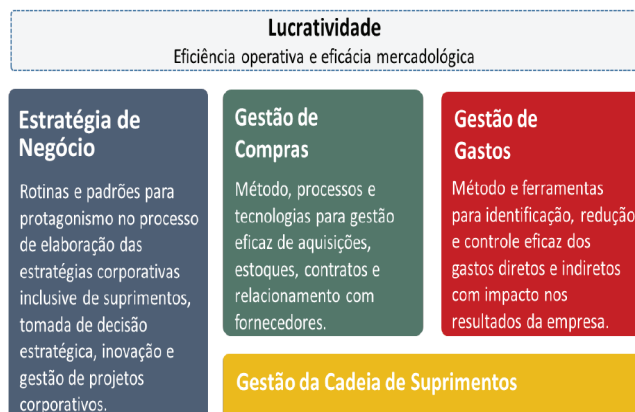 Lucratividade
Eficiência operativa e eficácia mercadológica
Estratégia de
Negócio
Rotinas e padrões para
protagonismo no processo
de elaboração das
estratégias corporativas
inclusive de suprimentos,
tomada de decisão
estratégica, inovação e
gestão de projetos
corporativos.
Gestão de
Compras
Método, processos e
tecnologias para gestão
eficaz de aquisições,
estoques, contratos e
relacionamento com
fornecedores.
Gestão de
Gastos
Método e ferramentas
para identificação, redução
e controle eficaz dos
gastos diretos e indiretos
com impacto nos
resultados da empresa.
Gestão da Cadeia de Suprimentos